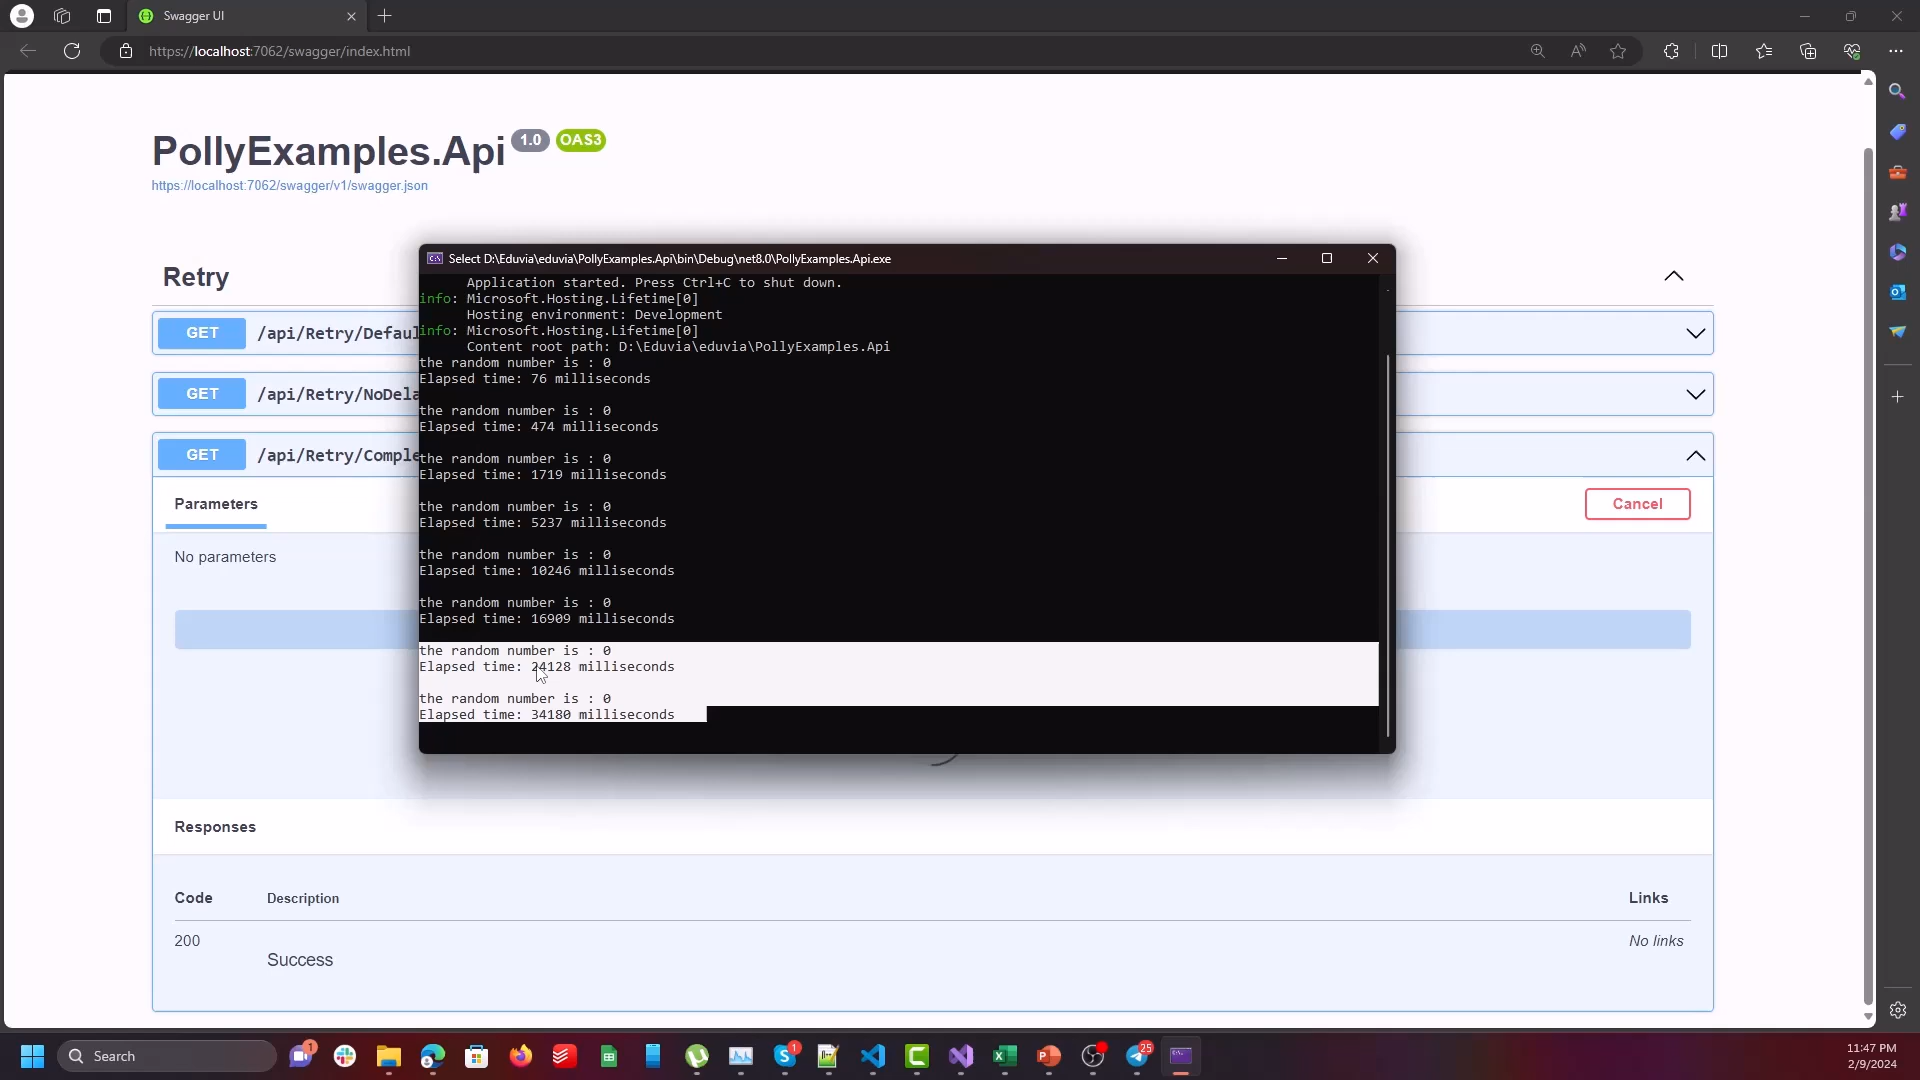 Swagger UI
https://localhost:7062/swagger/index.html
PollyExamples.Api 1.0 OAS3
https://localhost:7062/swagger/v1/swagger.json
Select D:\Eduvia\eduvia\PollyExamples.Api\bin\Debug\net8.0\PollyExamples.Api.exe
Application started. Press Ctrl+C to shut down.
info: Microsoft.Hosting.Lifetime[0]
Hosting environment: Development
info: Microsoft.Hosting.Lifetime[0]
Content root path: D:\Eduvia\eduvia\PollyExamples.Api
the random number is : 0
Elapsed time: 76 milliseconds
the random number is : 0
Elapsed time: 474 milliseconds
the random number is : 0
Elapsed time: 1719 milliseconds
the random number is : 0
Elapsed time: 5237 milliseconds
the random number is : 0
Elapsed time: 10246 milliseconds
the random number is : 0
Elapsed time: 16909 milliseconds
the random number is : 0
Elapsed time: 24128 milliseconds
the random number is : 0
Elapsed time: 34180 milliseconds
Retry
GET /api/Retry/Defaul
GET /api/Retry/NoDela
GET /api/Retry/Comple
Parameters
Cancel
No parameters
Responses
Code Description Links
200 Success No links
Search
1
1
25
11:47 PM
2/9/2024